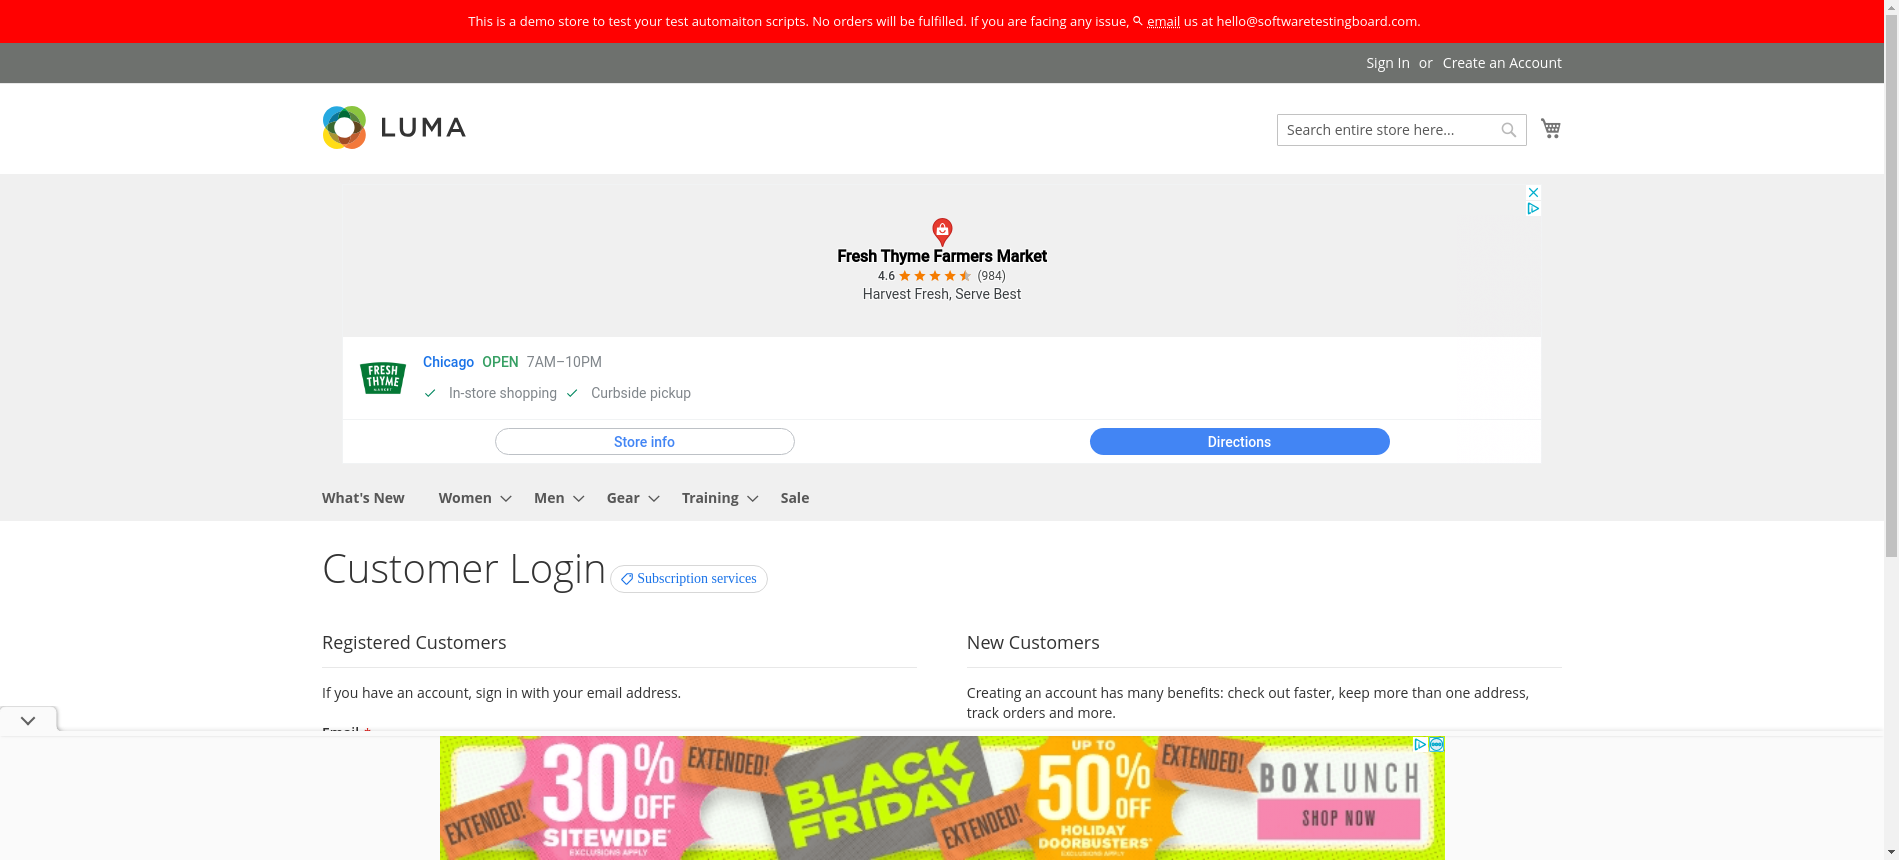 This is a demo store to test your test automaiton scripts. No orders will be fulfilled. If you are facing any issue, email us at hello@softwaretestingboard.com.
Sign In or Create an Account
LUMA
Search entire store here...
Fresh Thyme Farmers Market
4.6 (984)
Harvest Fresh, Serve Best
FRESH THYME MARKET
Chicago OPEN 7AM–10PM
In-store shopping Curbside pickup
Store info Directions
What's New Women Men Gear Training Sale
Customer Login Subscription services
Registered Customers
If you have an account, sign in with your email address.
Email *
New Customers
Creating an account has many benefits: check out faster, keep more than one address,
track orders and more.
EXTENDED!
30% OFF
SITEWIDE*
EXCLUSIONS APPLY
EXTENDED!
BLACK
FRIDAY
EXTENDED!
UP TO
50% OFF
HOLIDAY
DOORBUSTERS*
EXCLUSIONS APPLY
EXTENDED!
BOXLUNCH
SHOP NOW